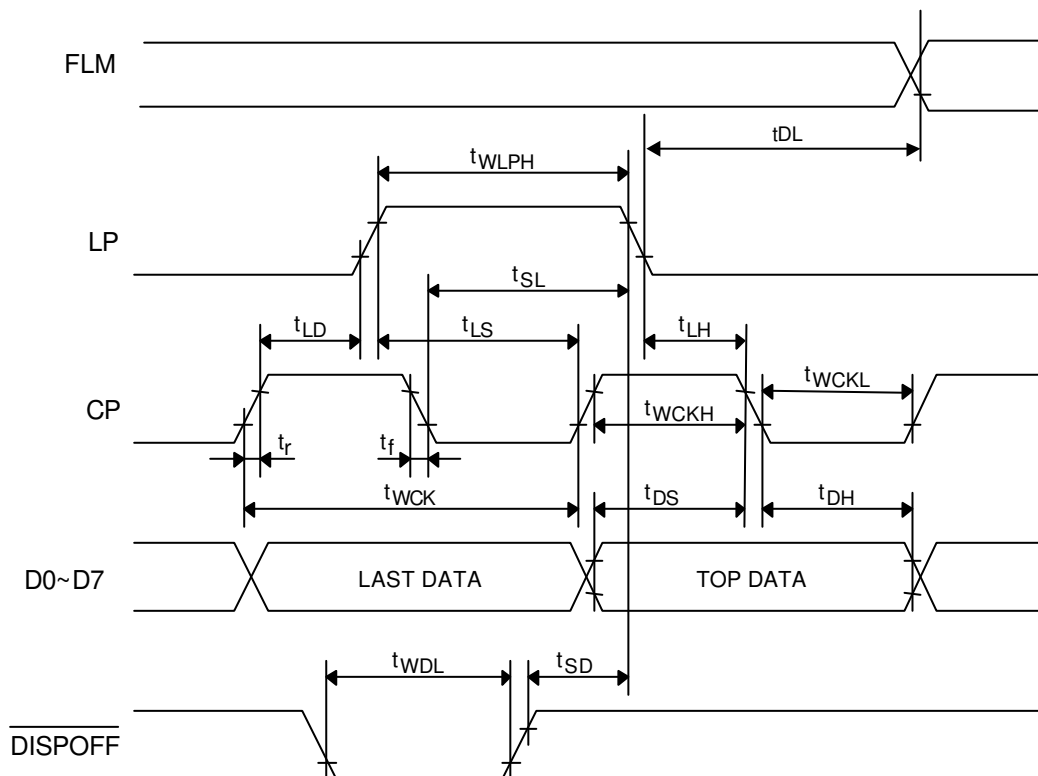 FLM
tDL
tWLPH
LP
tSL
tLD
tLS
tLH
tWCKL
CP
tWCKH
tr
tf
tWCK
tDS
tDH
D0~D7
LAST DATA
TOP DATA
tWDL
tSD
DISPOFF